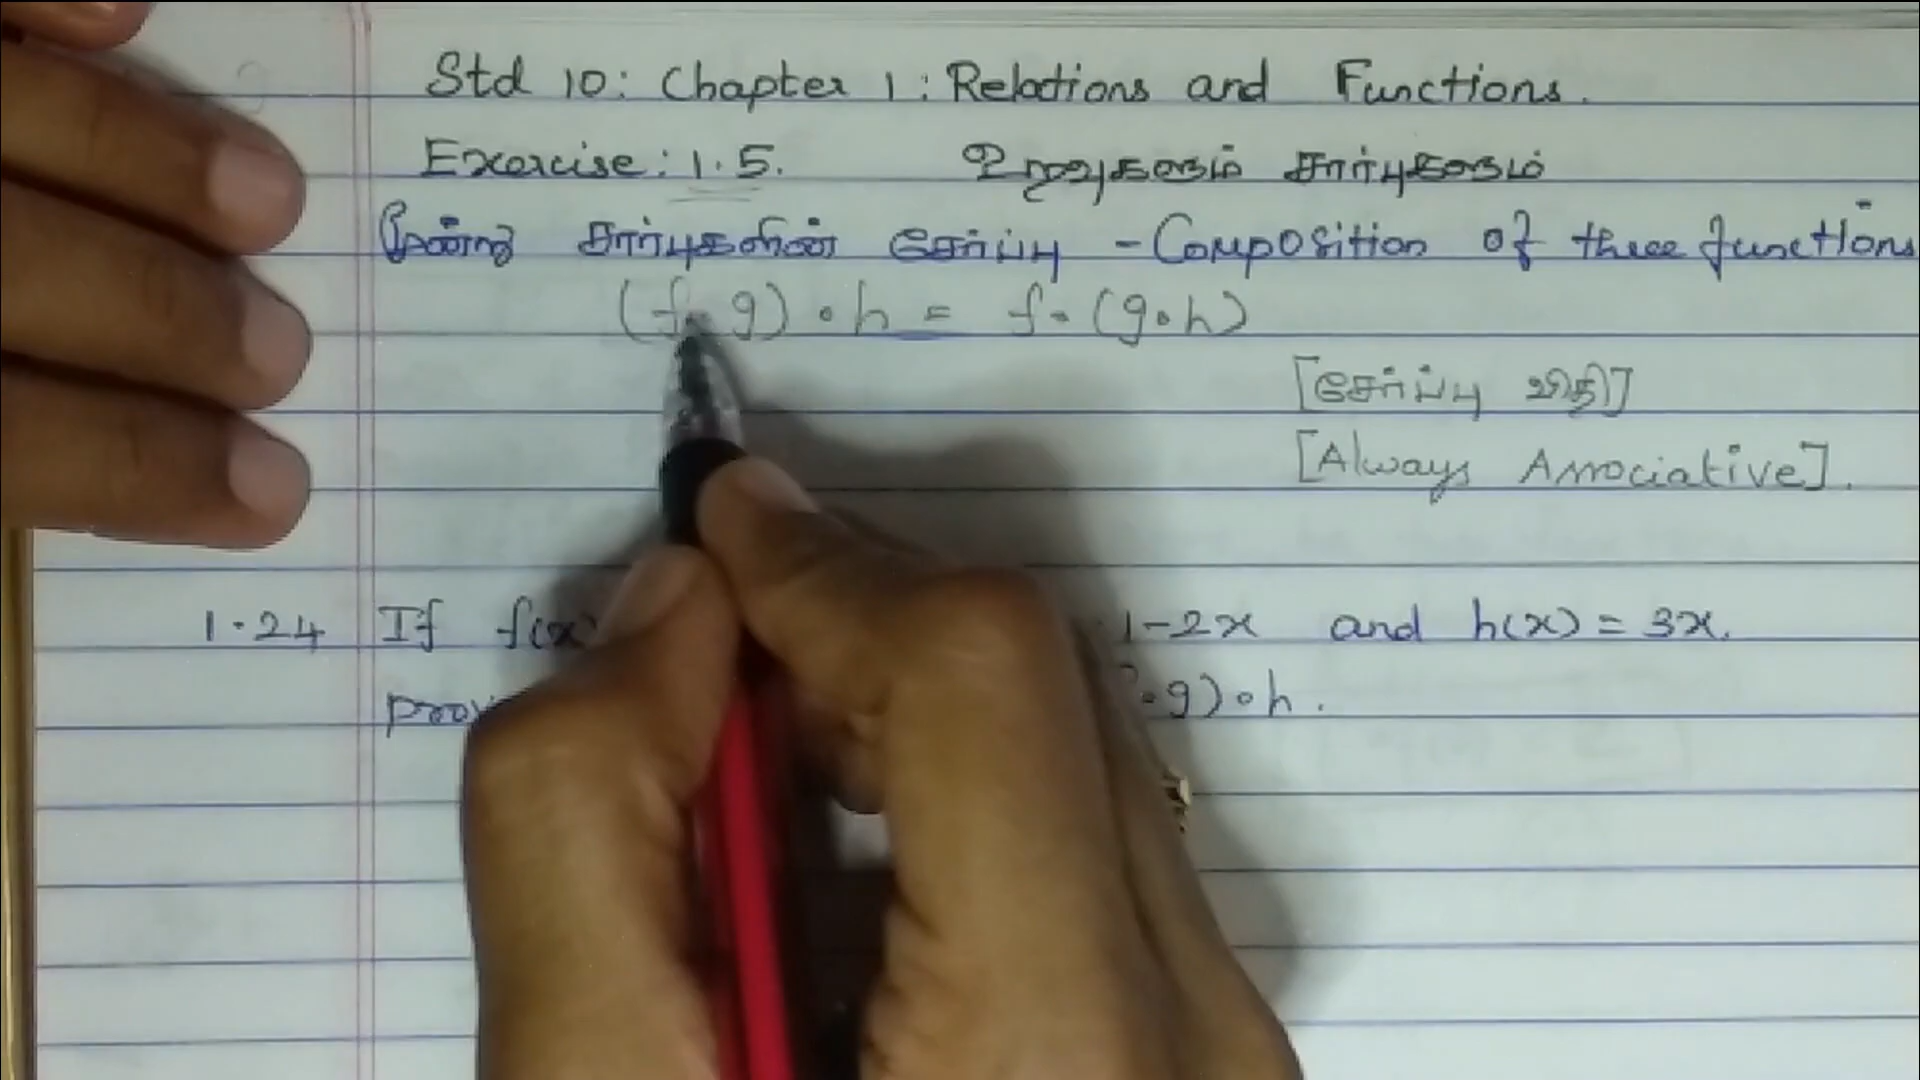 Std 10: Chapter 1: Relations and Functions.
Exercise: 1.5. உறவுகளும் சார்புகளும்
மூன்று சார்புகளின் சேர்ப்பு - Composition of three functions
(f∘g)∘h = f∘(g∘h)
[சேர்ப்பு விதி]
[Always Associative].
1.24 If f(x) 1-2x and h(x) = 3x.
∘g)∘h.